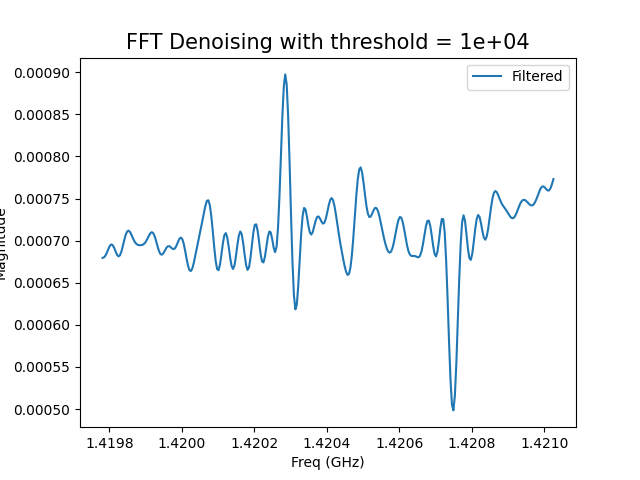 FFT Denoising with threshold = 1e+04
Filtered
0.00090
0.00085
0.00080
0.00075
0.00070
0.00065
0.00060
0.00055
0.00050
Magnitude
1.4198 1.4200 1.4202 1.4204 1.4206 1.4208 1.4210
Freq (GHz)